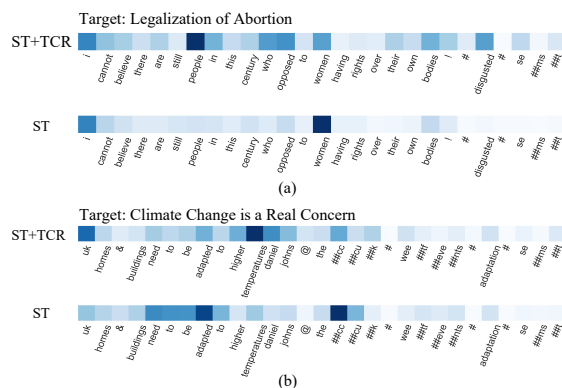 Target: Legalization of Abortion
ST+TCR
i cannot believe there are still people in this century who opposed to women having rights over their own bodies ! # disgusted # se ##ms ##t
ST
i cannot believe there are still people in this century who opposed to women having rights over their own bodies ! # disgusted # se ##ms ##t
(a)
Target: Climate Change is a Real Concern
ST+TCR
uk homes & buildings need to be adapted to higher temperatures daniel johns @ the ##cc ##cu ##k # wee ##tf ##eve ##nts # adaptation # se ##ms ##t
ST
uk homes & buildings need to be adapted to higher temperatures daniel johns @ the ##cc ##cu ##k # wee ##tf ##eve ##nts # adaptation # se ##ms ##t
(b)